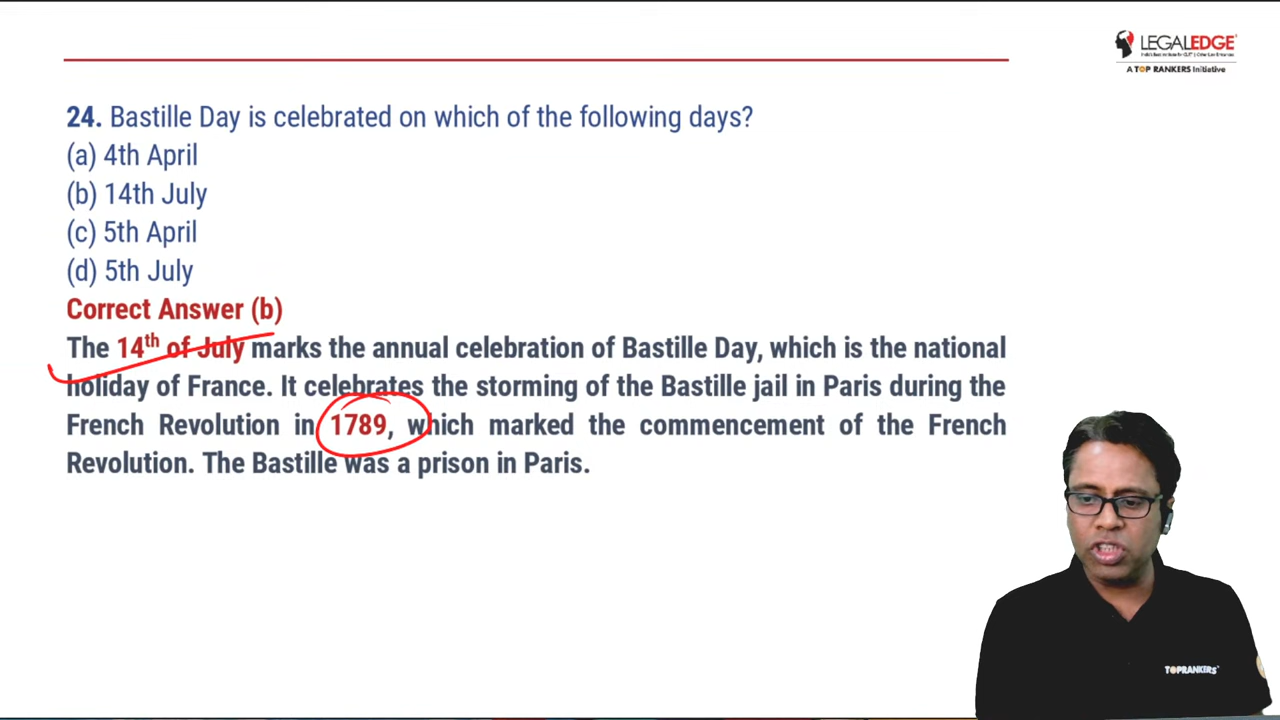 LEGALEDGE
A TOP RANKERS Initiative
24. Bastille Day is celebrated on which of the following days?
(a) 4th April
(b) 14th July
(c) 5th April
(d) 5th July
Correct Answer (b)
The 14th of July marks the annual celebration of Bastille Day, which is the national
holiday of France. It celebrates the storming of the Bastille jail in Paris during the
French Revolution in 1789, which marked the commencement of the French
Revolution. The Bastille was a prison in Paris.
TOPRANKERS